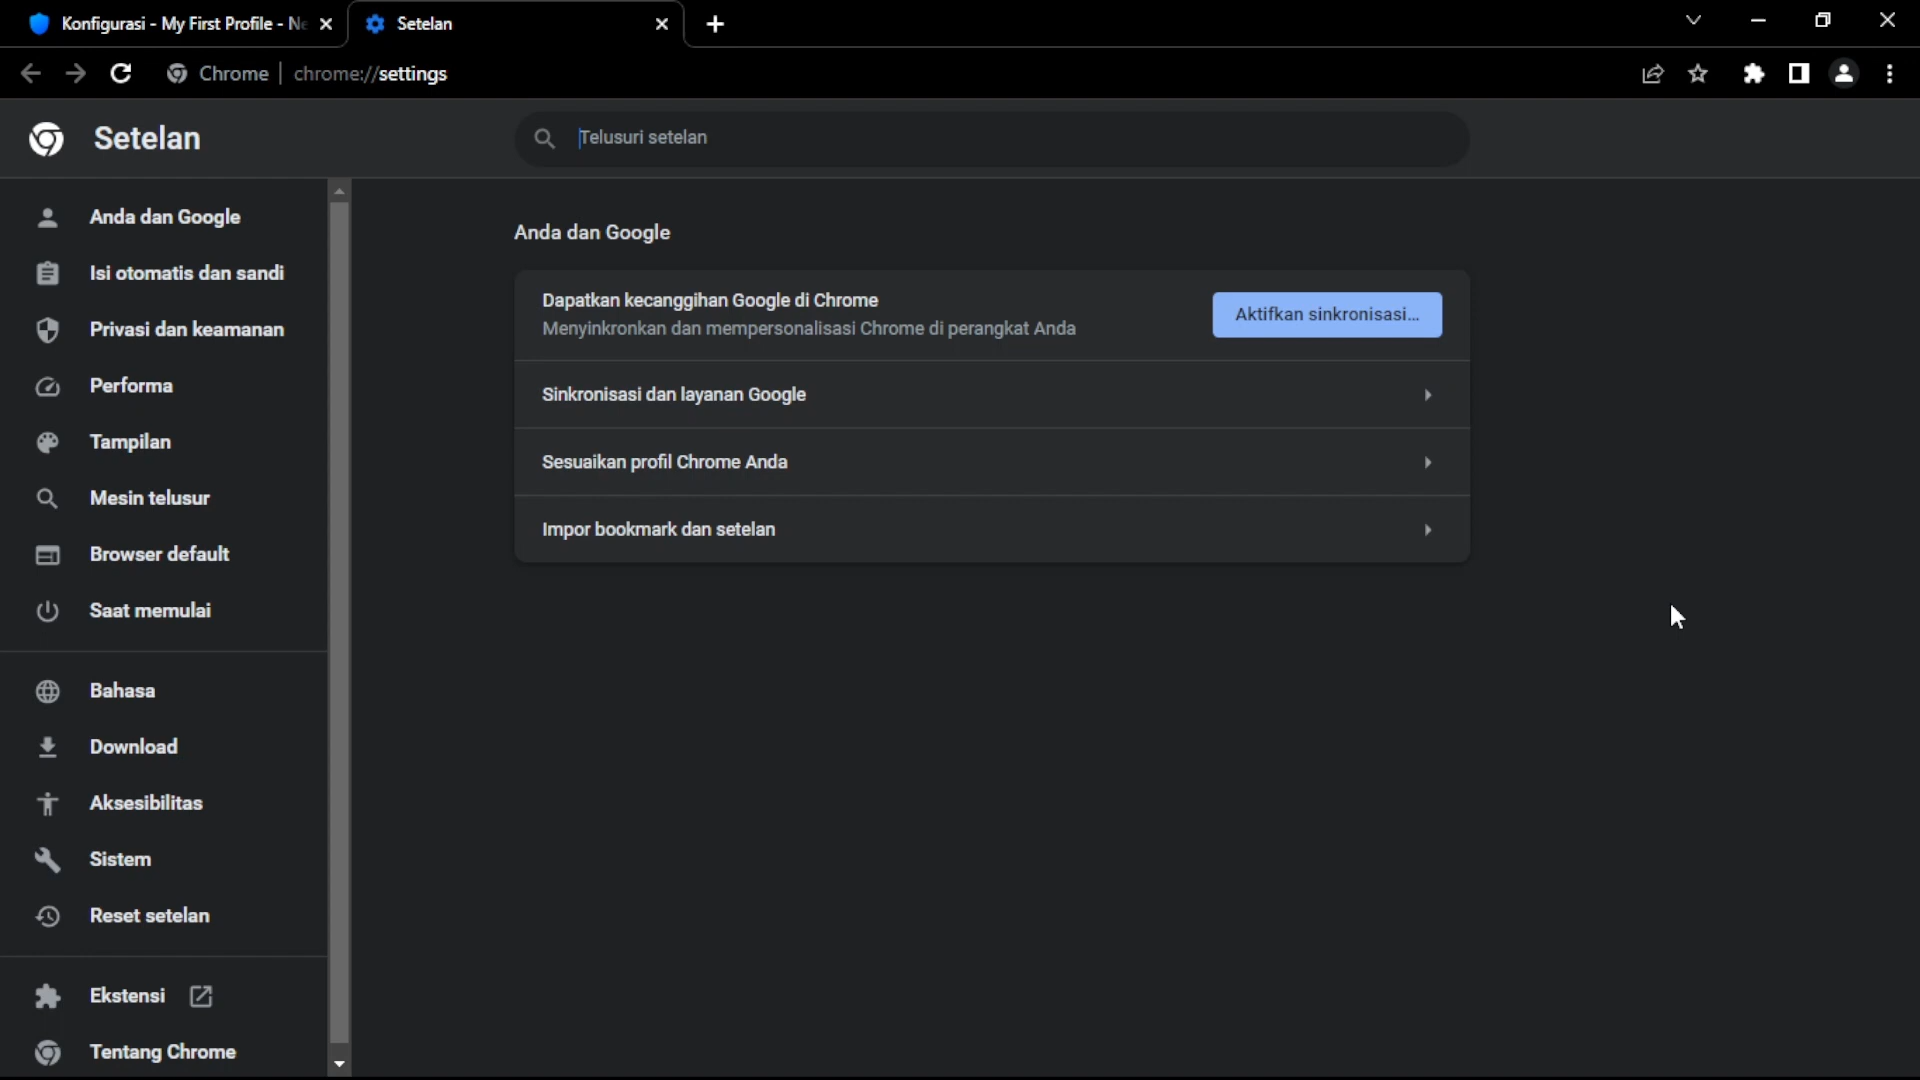 Konfigurasi - My First Profile - Ne
Setelan
Chrome
chrome://settings
Setelan
Telusuri setelan
Anda dan Google
Isi otomatis dan sandi
Privasi dan keamanan
Performa
Tampilan
Mesin telusur
Browser default
Saat memulai
Bahasa
Download
Aksesibilitas
Sistem
Reset setelan
Ekstensi
Tentang Chrome
Anda dan Google
Dapatkan kecanggihan Google di Chrome
Menyinkronkan dan mempersonalisasi Chrome di perangkat Anda
Aktifkan sinkronisasi...
Sinkronisasi dan layanan Google
Sesuaikan profil Chrome Anda
Impor bookmark dan setelan